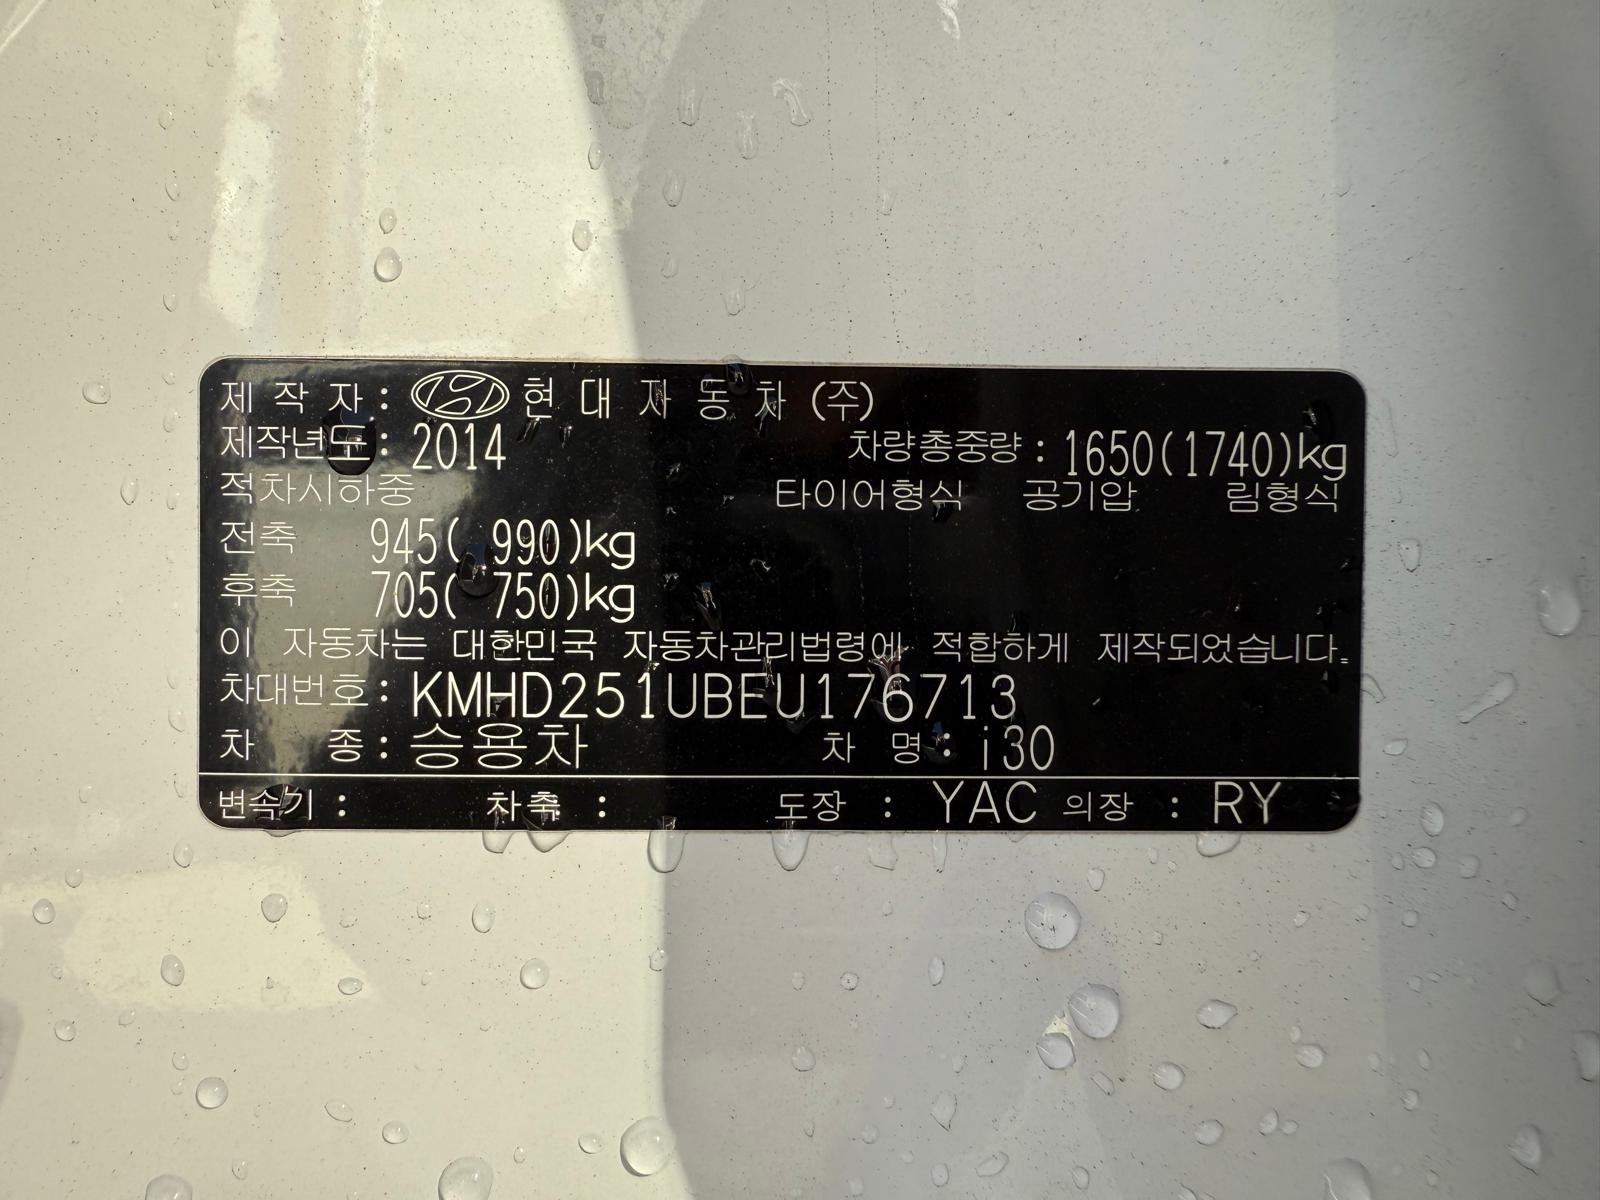 제 작 자 : 현 대 자 동 차 (주)
제작년도 : 2014 차량총중량 : 1650(1740)kg
적차시하중 타이어형식 공기압 림형식
전축 945( 990)kg
후축 705( 750)kg
이 자동차는 대한민국 자동차관리법령에 적합하게 제작되었습니다.
차대번호 : KMHD251UBEU176713
차 종 : 승용차 차 명 : i30
변속기 : 차축 : 도장 : YAC 의장 : RY